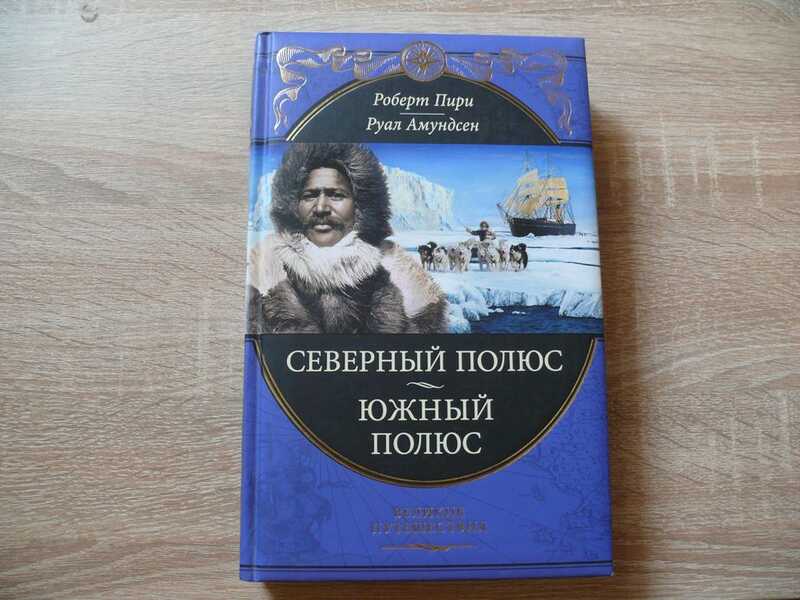 Роберт Пири
Руал Амундсен
СЕВЕРНЫЙ ПОЛЮС
ЮЖНЫЙ
ПОЛЮС
ВЕЛИКИЕ
ПУТЕШЕСТВИЯ